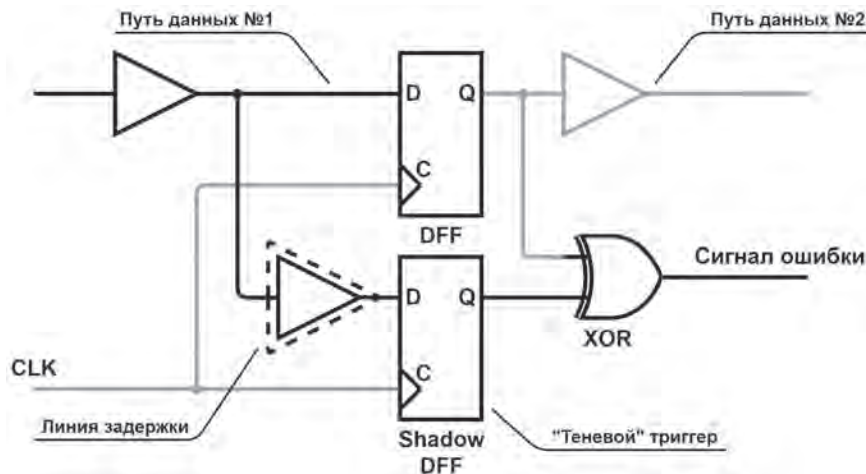 Путь данных №1
Путь данных №2
D
Q
C
DFF
Сигнал ошибки
D
Q
XOR
CLK
C
Линия задержки
Shadow
DFF
"Теневой" триггер